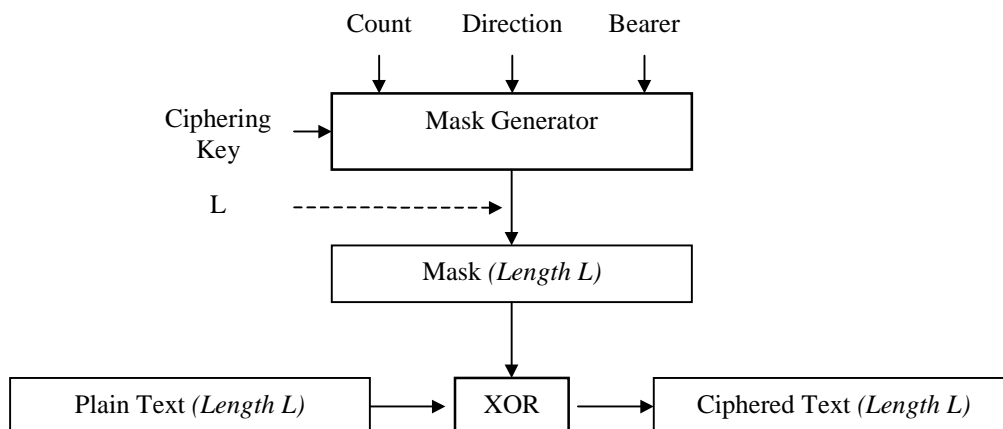 Count Direction Bearer
Mask Generator
Ciphering
Key
L
Mask (Length L)
Plain Text (Length L) XOR Ciphered Text (Length L)